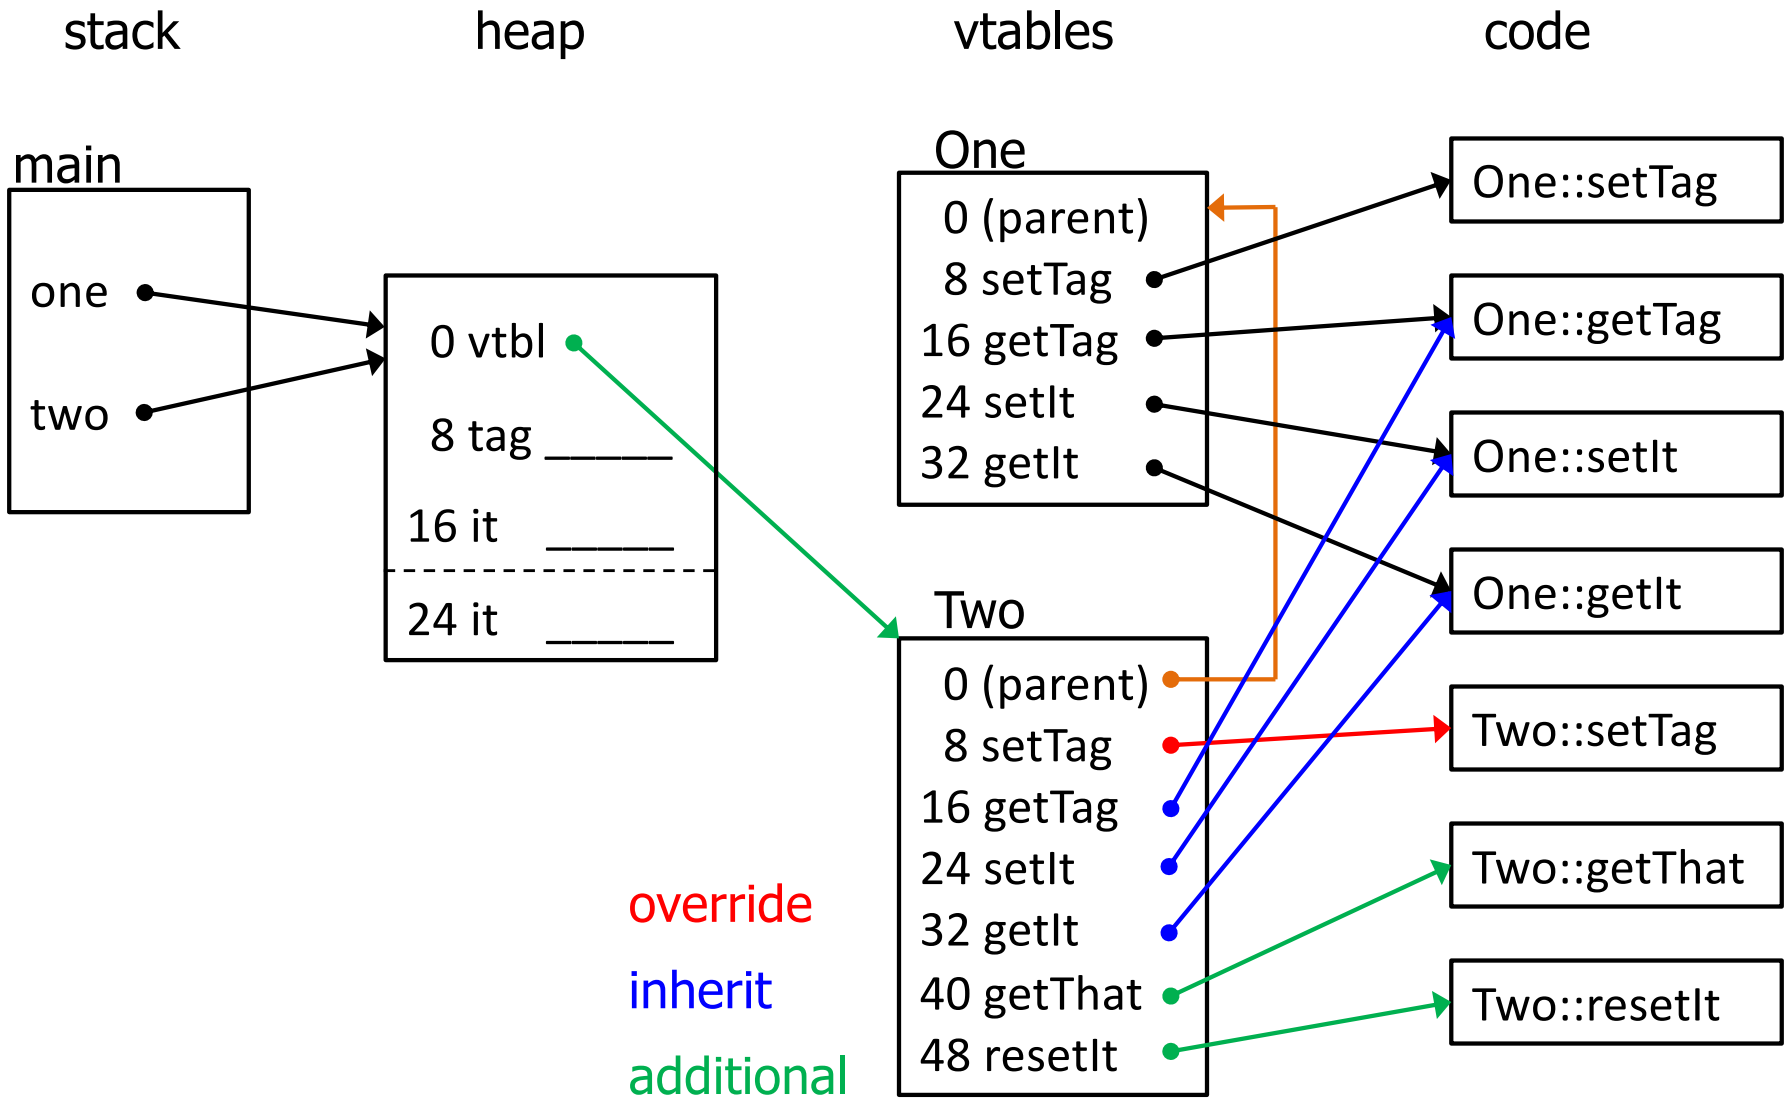 stack heap vtables code
main
one
two
0 vtbl
8 tag _____
16 it _____
24 it _____
One
0 (parent)
8 setTag
16 getTag
24 setIt
32 getIt
Two
0 (parent)
8 setTag
16 getTag
24 setIt
32 getIt
40 getThat
48 resetIt
One::setTag
One::getTag
One::setIt
One::getIt
Two::setTag
Two::getThat
Two::resetIt
override
inherit
additional